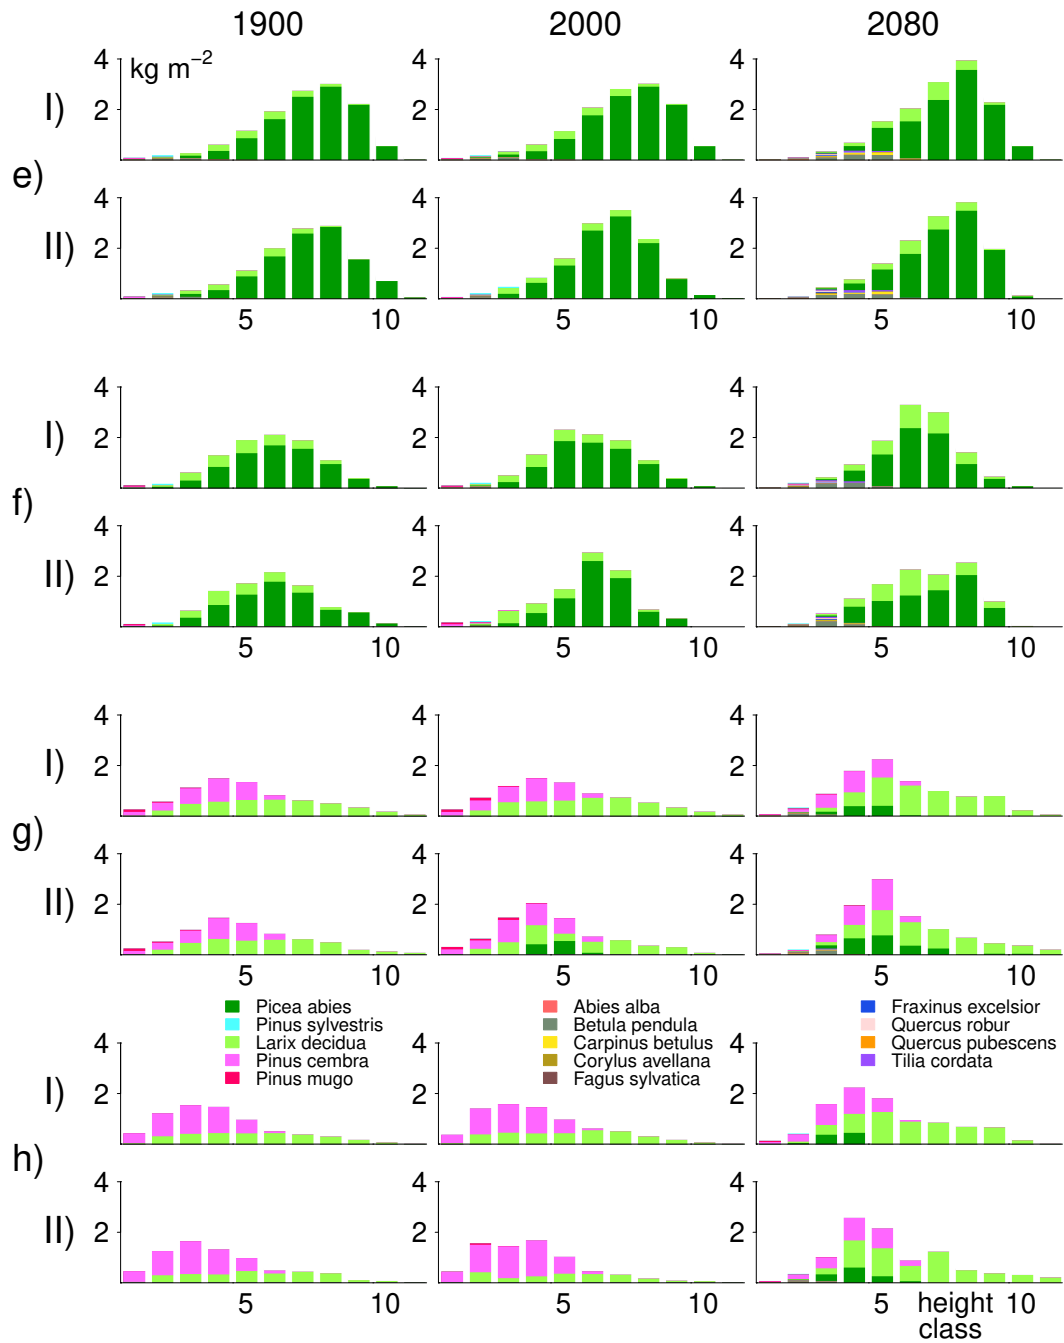 1900 2000 2080
4 kg m−2 4 4
I) 2 2 2
e)
4 4 4
II) 2 2 2
5 10 5 10 5 10
4 4 4
I) 2 2 2
f)
4 4 4
II) 2 2 2
5 10 5 10 5 10
4 4 4
I) 2 2 2
g)
4 4 4
II) 2 2 2
5 10 5 10 5 10
Picea abies Abies alba Fraxinus excelsior
Pinus sylvestris Betula pendula Quercus robur
Larix decidua Carpinus betulus Quercus pubescens
Pinus cembra Corylus avellana Tilia cordata
Pinus mugo Fagus sylvatica
4 4 4
I) 2 2 2
h)
4 4 4
II) 2 2 2
5 10 5 10 5 height 10
class